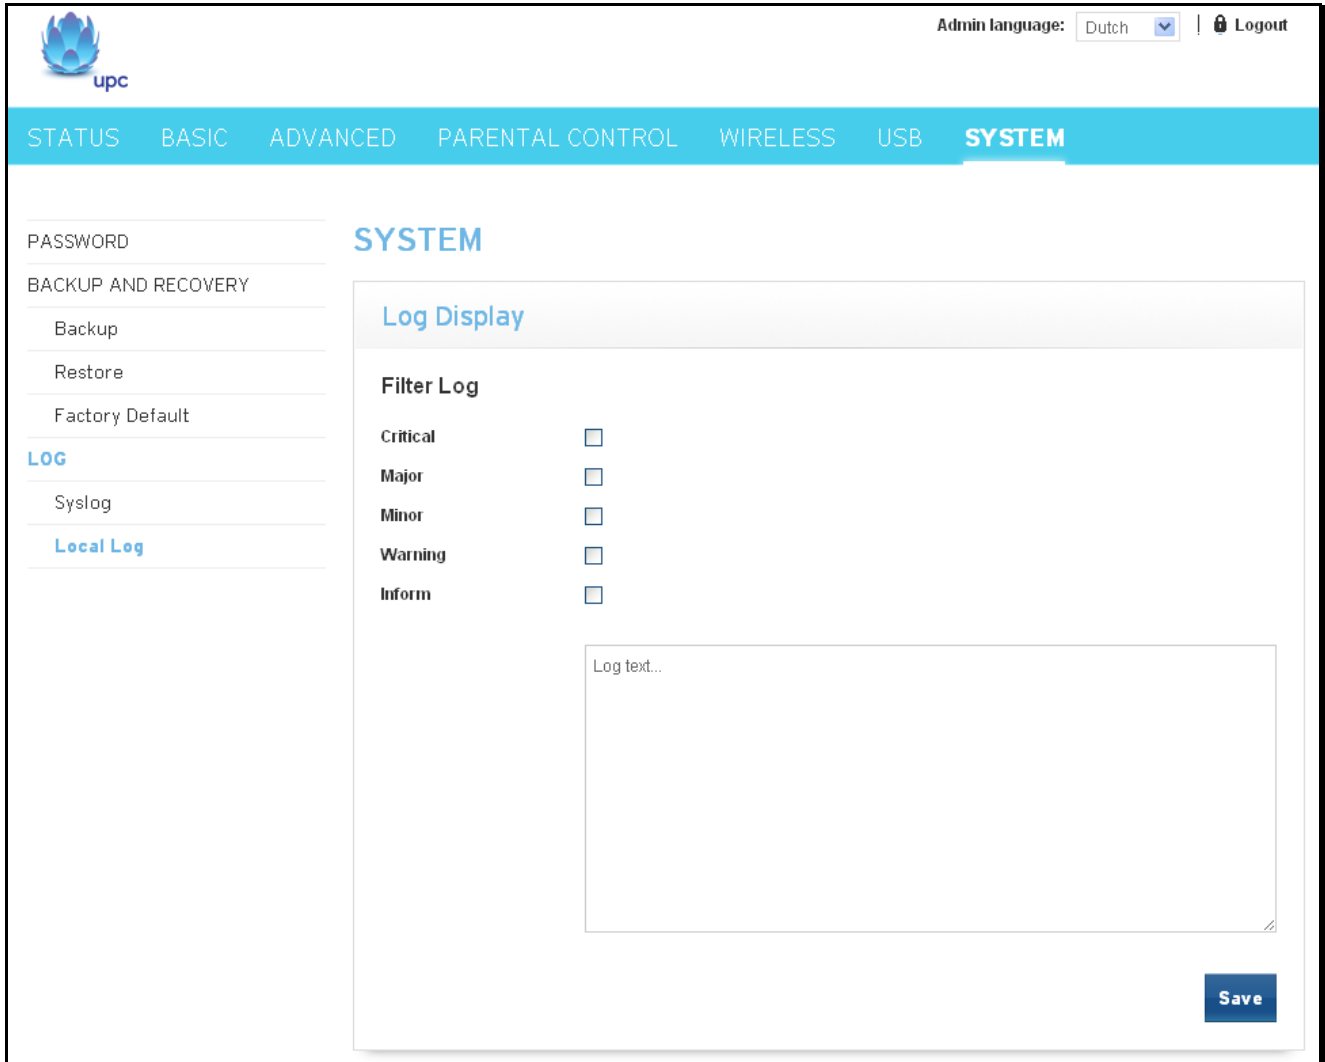 upc
Admin language: Dutch | Logout
STATUS BASIC ADVANCED PARENTAL CONTROL WIRELESS USB SYSTEM
PASSWORD
BACKUP AND RECOVERY
Backup
Restore
Factory Default
LOG
Syslog
Local Log
SYSTEM
Log Display
Filter Log
Critical
Major
Minor
Warning
Inform
Log text...
Save